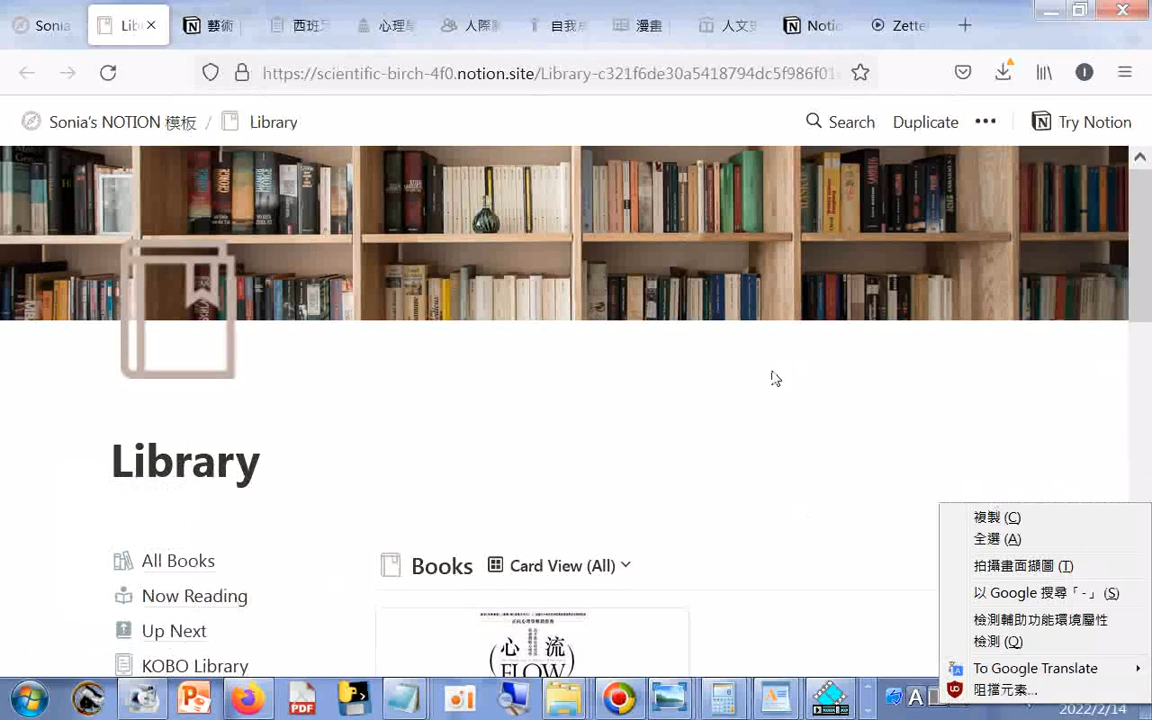 Sonia
Lib
藝術
西班
心理
人際
自我
漫畫
人文
Notio
Zette
https://scientific-birch-4f0.notion.site/Library-c321f6de30a5418794dc5f986f01
Sonia's NOTION 模板 / Library
Search Duplicate ••• Try Notion
Library
All Books
Now Reading
Up Next
KOBO Library
Books Card View (All)
心流
FLOW
複製 (C)
全選 (A)
拍攝畫面擷圖 (T)
以 Google 搜尋「-」 (S)
檢測輔助功能環境屬性
檢測 (Q)
To Google Translate
阻擋元素...
PDF
A
2022/2/14